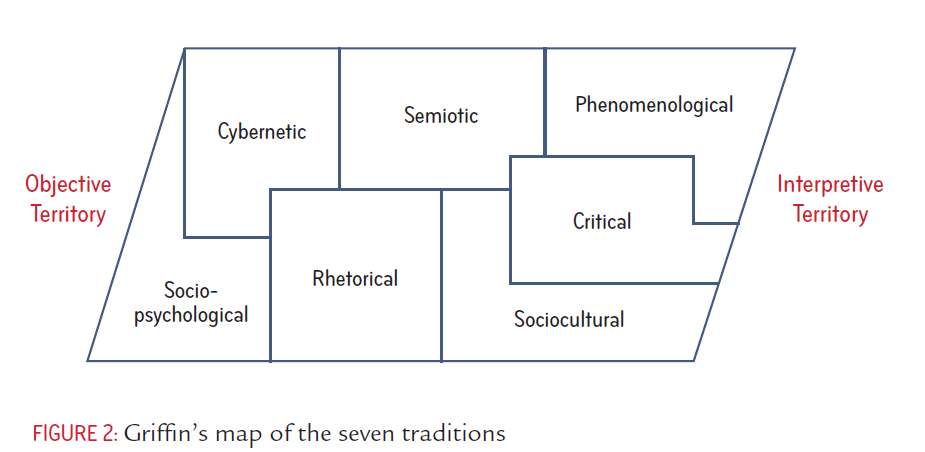 Cybernetic
Semiotic
Phenomenological
Objective
Territory
Interpretive
Territory
Critical
Rhetorical
Socio-
psychological
Sociocultural
FIGURE 2: Griffin's map of the seven traditions